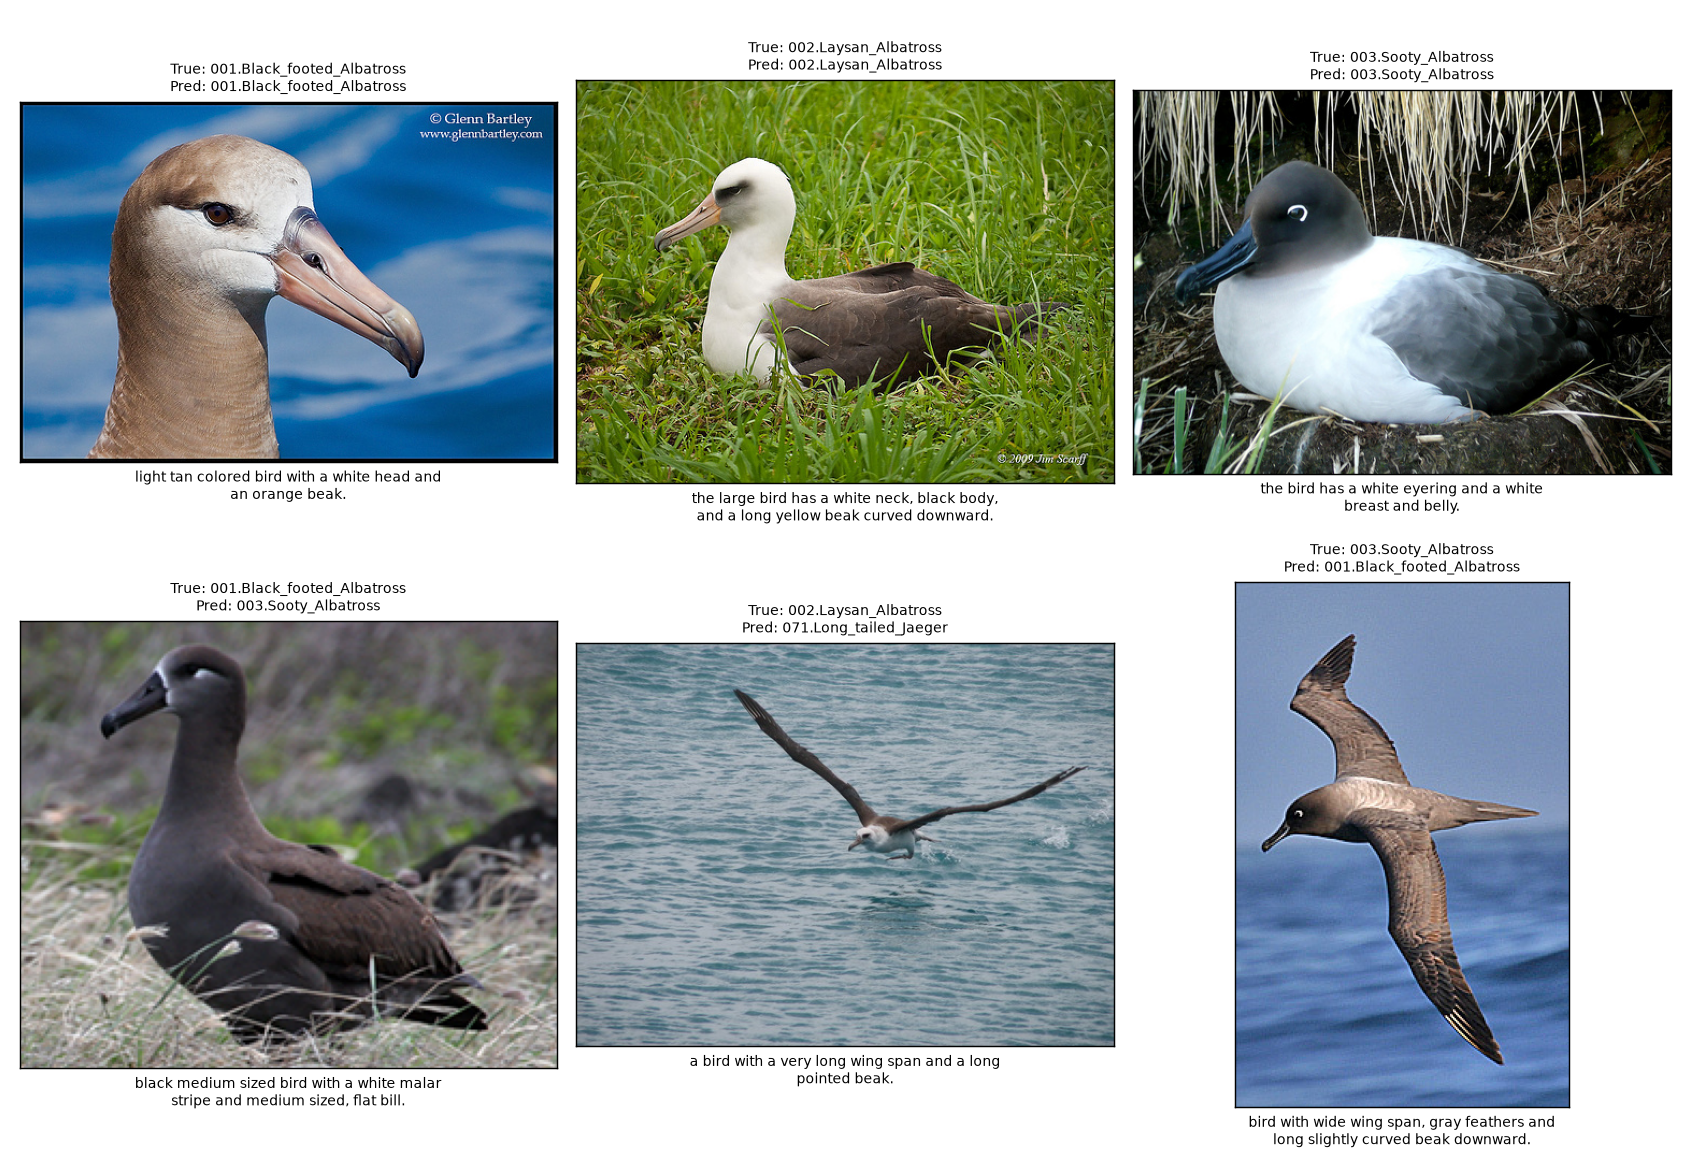 True: 001.Black_footed_Albatross
Pred: 001.Black_footed_Albatross
© Glenn Bartley
www.glennbartley.com
light tan colored bird with a white head and
an orange beak.
True: 002.Laysan_Albatross
Pred: 002.Laysan_Albatross
© 2009 Jim Scarff
the large bird has a white neck, black body,
and a long yellow beak curved downward.
True: 003.Sooty_Albatross
Pred: 003.Sooty_Albatross
the bird has a white eyering and a white
breast and belly.
True: 001.Black_footed_Albatross
Pred: 003.Sooty_Albatross
black medium sized bird with a white malar
stripe and medium sized, flat bill.
True: 002.Laysan_Albatross
Pred: 071.Long_tailed_Jaeger
a bird with a very long wing span and a long
pointed beak.
True: 003.Sooty_Albatross
Pred: 001.Black_footed_Albatross
bird with wide wing span, gray feathers and
long slightly curved beak downward.